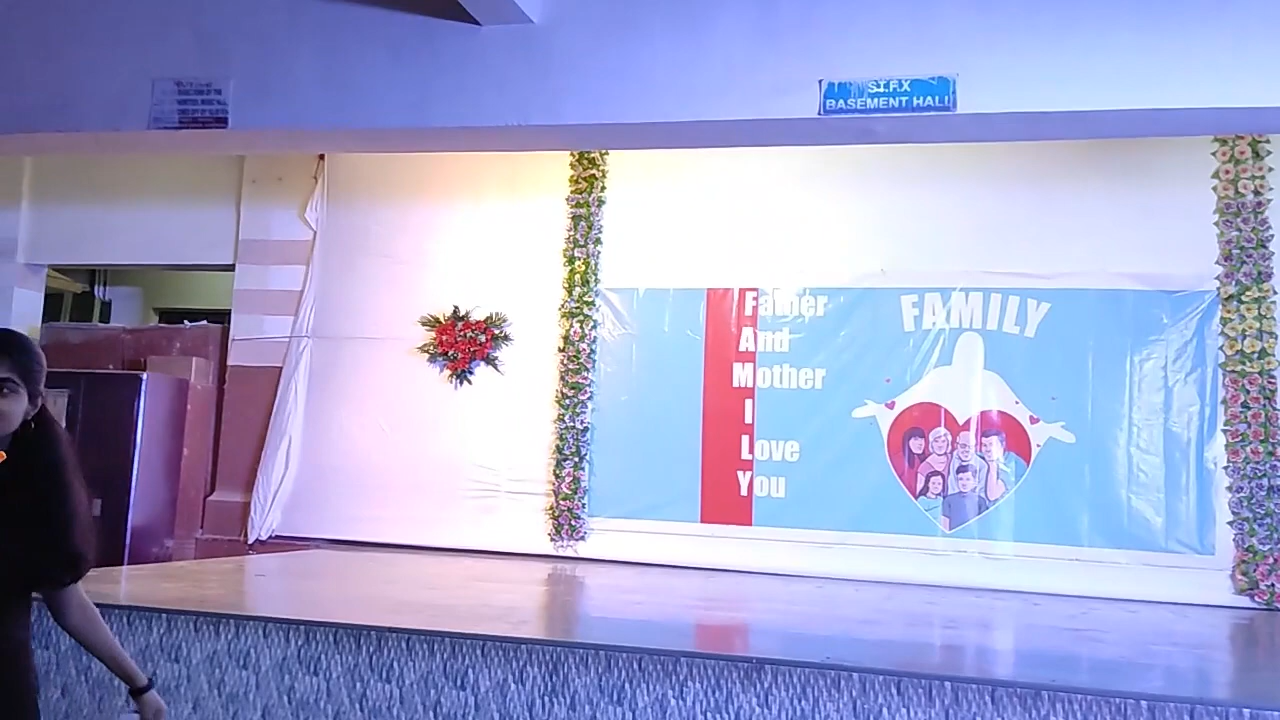 S.F.X
BASEMENT HALL
Father
And
Mother
I
Love
You
FAMILY